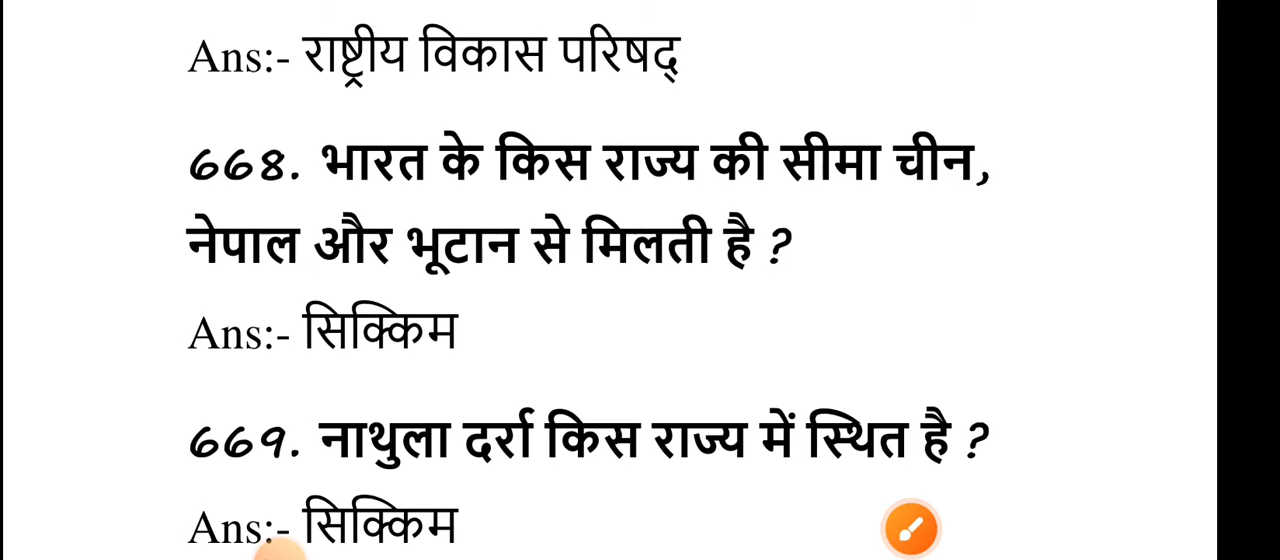 Ans:- राष्ट्रीय विकास परिषद्
668. भारत के किस राज्य की सीमा चीन,
नेपाल और भूटान से मिलती है ?
Ans:- सिक्किम
669. नाथुला दर्रा किस राज्य में स्थित है ?
Ans:- सिक्किम